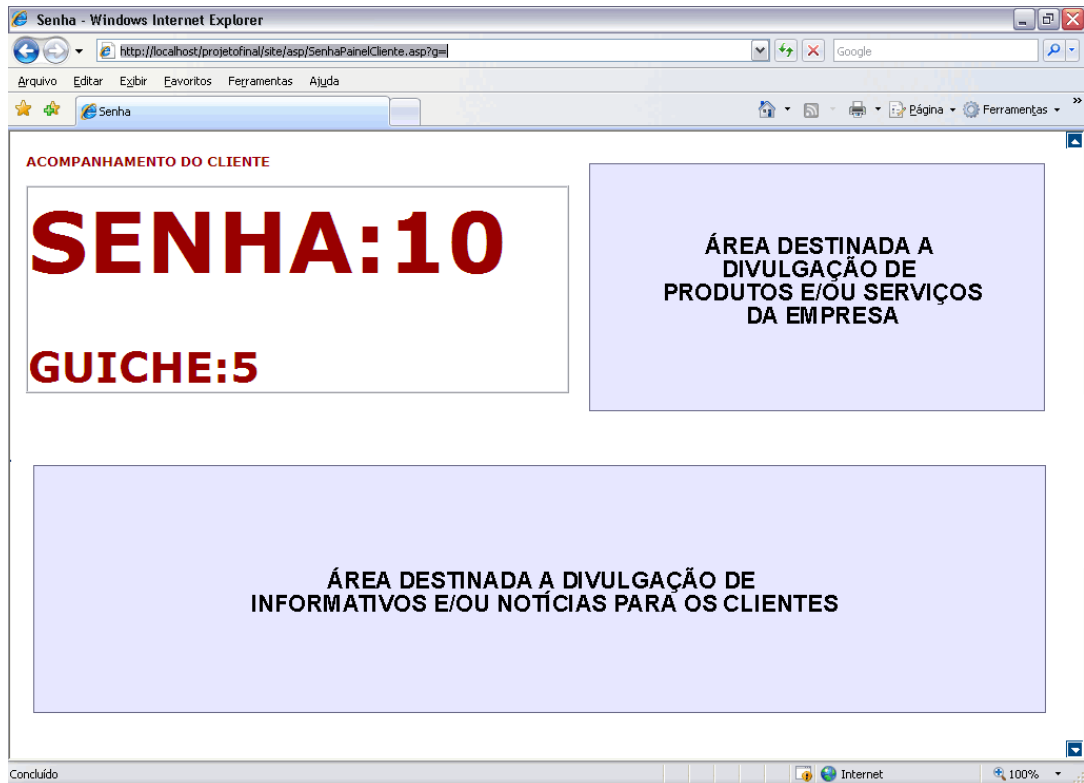 Senha - Windows Internet Explorer
http://localhost/projetofinal/site/asp/SenhaPainelCliente.asp?g=
Google
Arquivo Editar Exibir Favoritos Ferramentas Ajuda
Senha
Página
Ferramentas
ACOMPANHAMENTO DO CLIENTE
SENHA:10
GUICHE:5
ÁREA DESTINADA A
DIVULGAÇÃO DE
PRODUTOS E/OU SERVIÇOS
DA EMPRESA
ÁREA DESTINADA A DIVULGAÇÃO DE
INFORMATIVOS E/OU NOTÍCIAS PARA OS CLIENTES
Concluído
Internet
100%